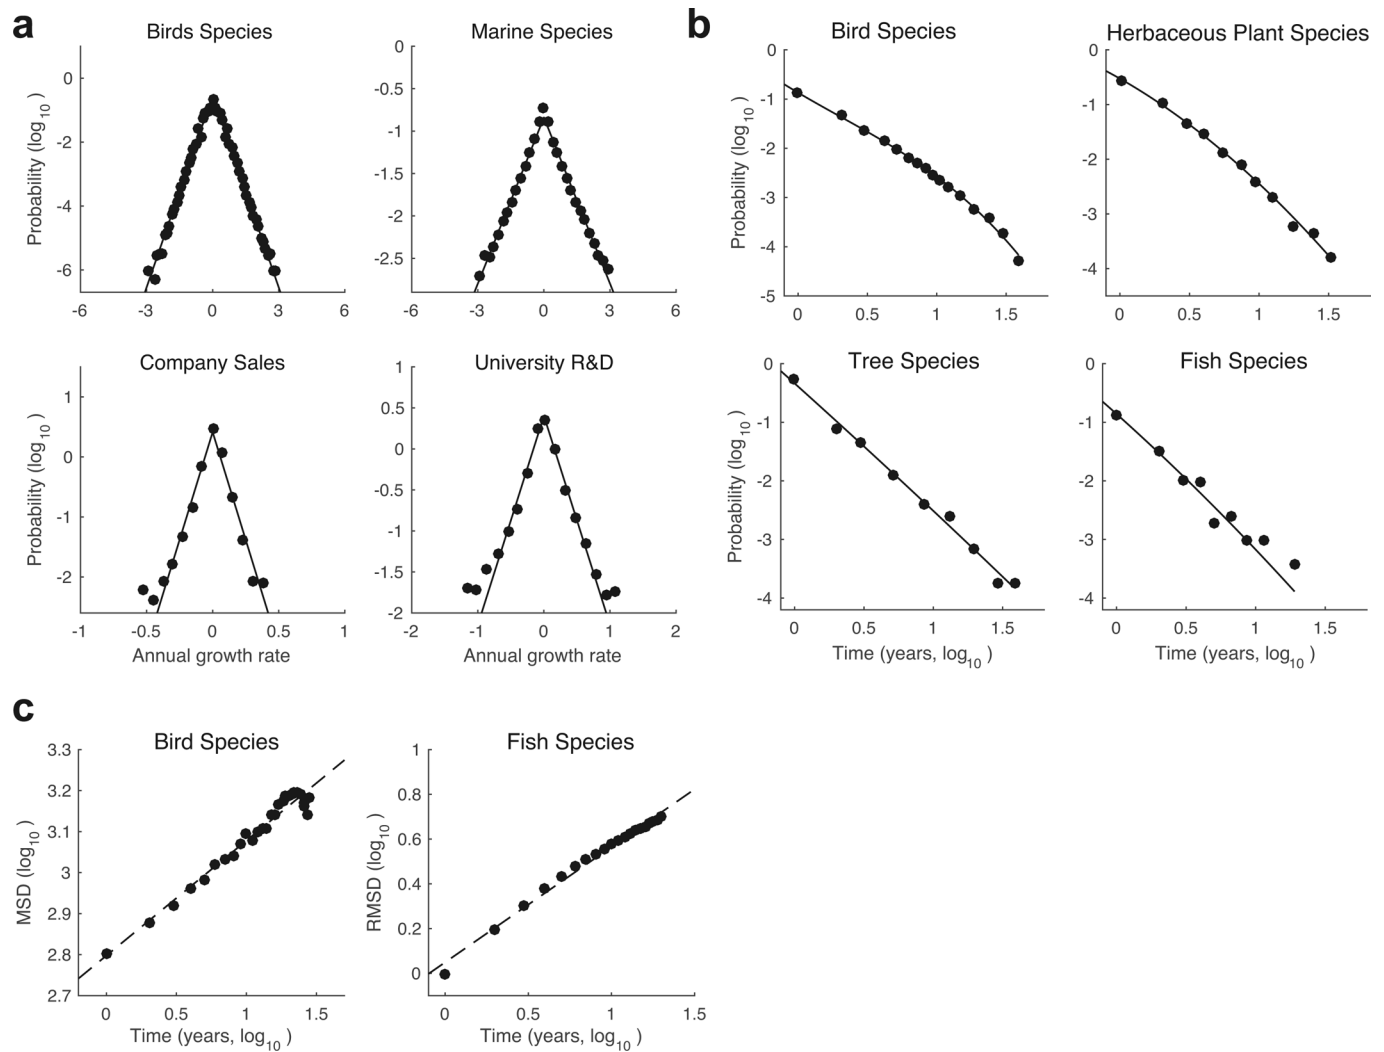 a
Birds Species
Probability (log10)
0
-2
-4
-6
-6 -3 0 3 6
Marine Species
0
-0.5
-1
-1.5
-2
-2.5
-6 -3 0 3 6
Company Sales
Probability (log10)
1
0
-1
-2
-1 -0.5 0 0.5 1
Annual growth rate
University R&D
1
0.5
0
-0.5
-1
-1.5
-2
-2 -1 0 1 2
Annual growth rate
b
Bird Species
Probability (log10)
0
-1
-2
-3
-4
-5
0 0.5 1 1.5
Herbaceous Plant Species
0
-1
-2
-3
-4
0 0.5 1 1.5
Tree Species
Probability (log10)
0
-1
-2
-3
-4
0 0.5 1 1.5
Time (years, log10)
Fish Species
0
-1
-2
-3
-4
0 0.5 1 1.5
Time (years, log10)
c
Bird Species
MSD (log10)
3.3
3.2
3.1
3
2.9
2.8
2.7
0 0.5 1 1.5
Time (years, log10)
Fish Species
RMSD (log10)
1
0.8
0.6
0.4
0.2
0
0 0.5 1 1.5
Time (years, log10)